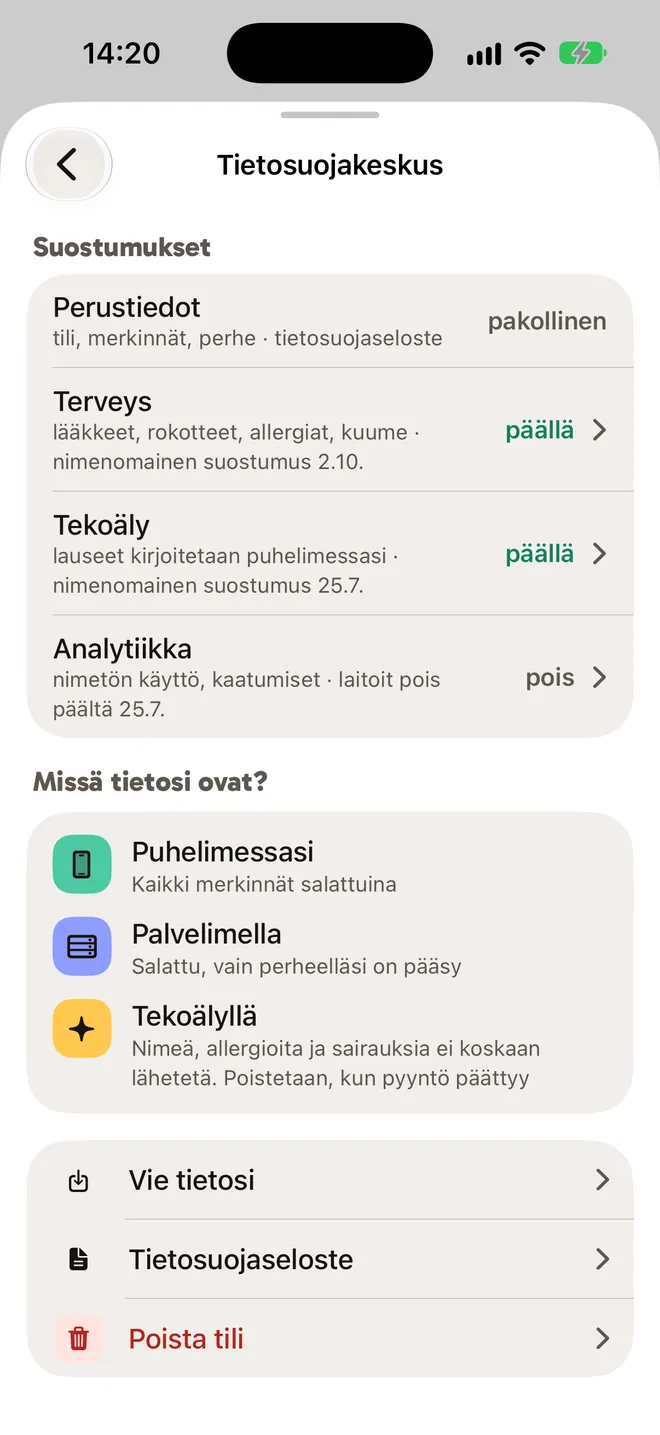 14:20
Tietosuojakeskus
Suostumukset
Perustiedot
tili, merkinnät, perhe · tietosuojaseloste
pakollinen
Terveys
lääkkeet, rokotteet, allergiat, kuume ·
nimenomainen suostumus 2.10.
päällä
Tekoäly
lauseet kirjoitetaan puhelimessasi ·
nimenomainen suostumus 25.7.
päällä
Analytiikka
nimetön käyttö, kaatumiset · laitoit pois
päältä 25.7.
pois
Missä tietosi ovat?
Puhelimessasi
Kaikki merkinnät salattuina
Palvelimella
Salattu, vain perheelläsi on pääsy
Tekoälyllä
Nimeä, allergioita ja sairauksia ei koskaan
lähetetä. Poistetaan, kun pyyntö päättyy
Vie tietosi
Tietosuojaseloste
Poista tili